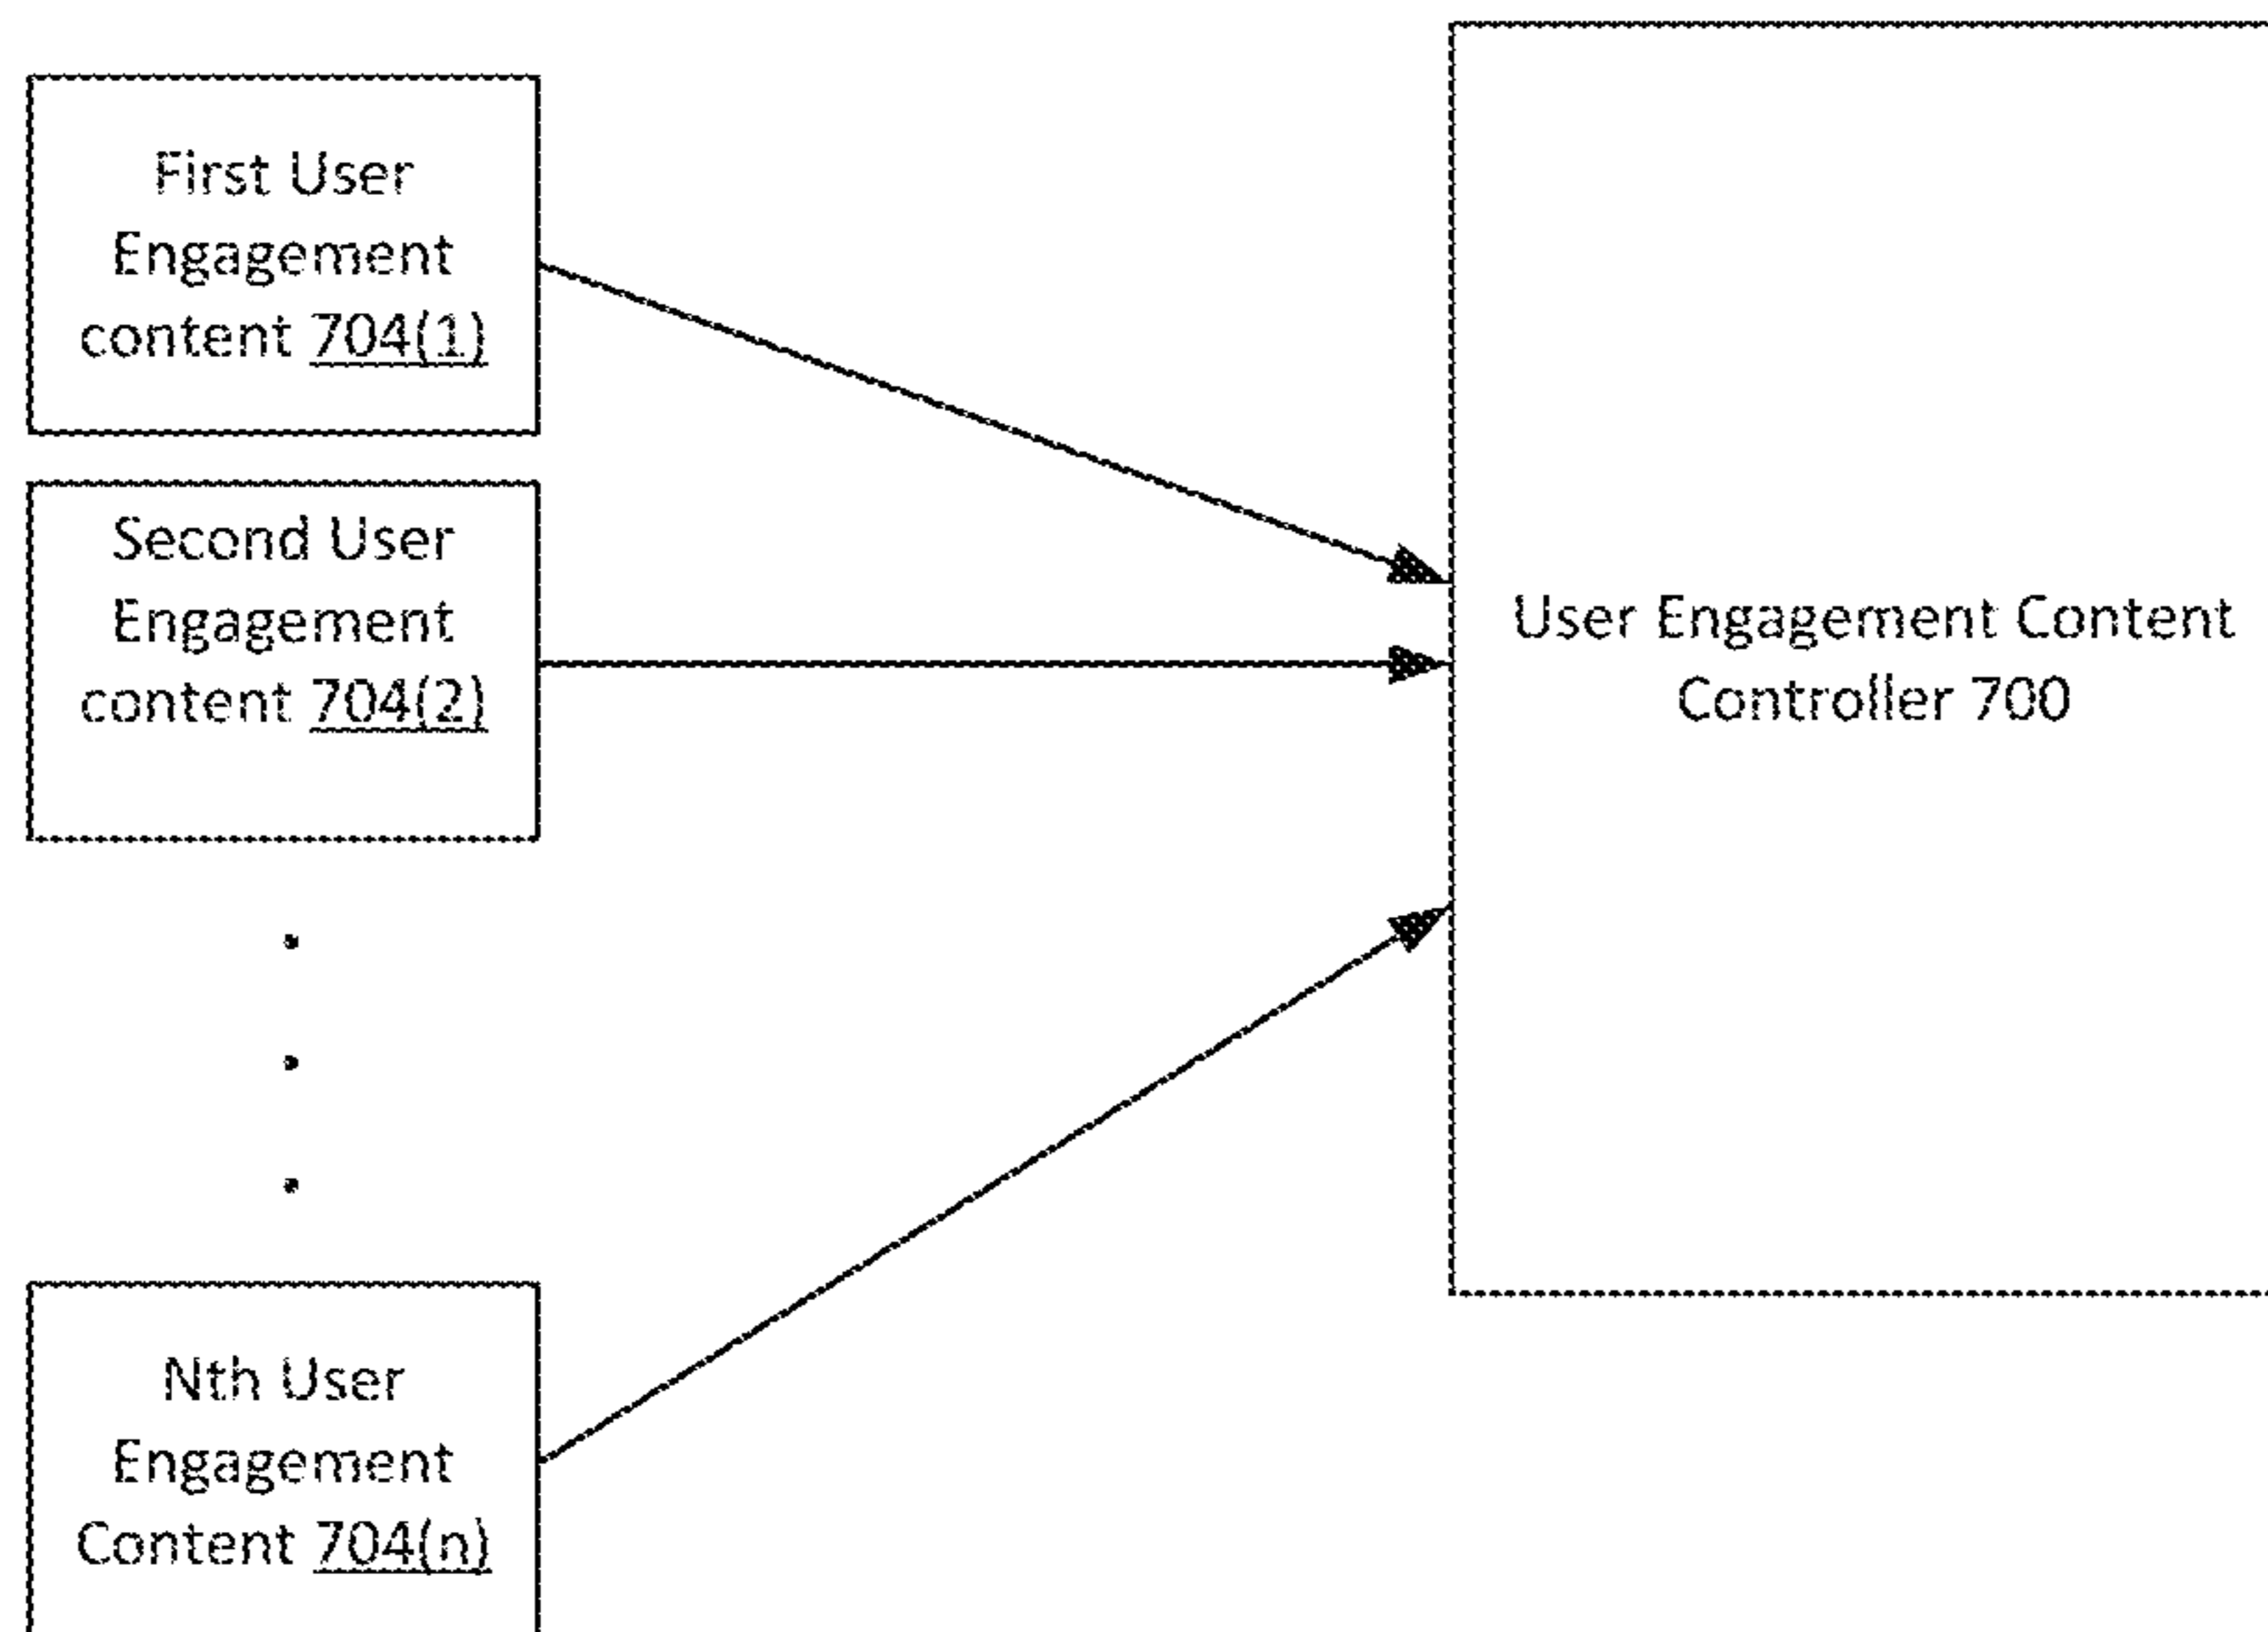 First User
Engagement
content 704(1)
Second User
Engagement
content 704(2)
User Engagement Content
Controller 700
Nth User
Engagement
Content 704(n)